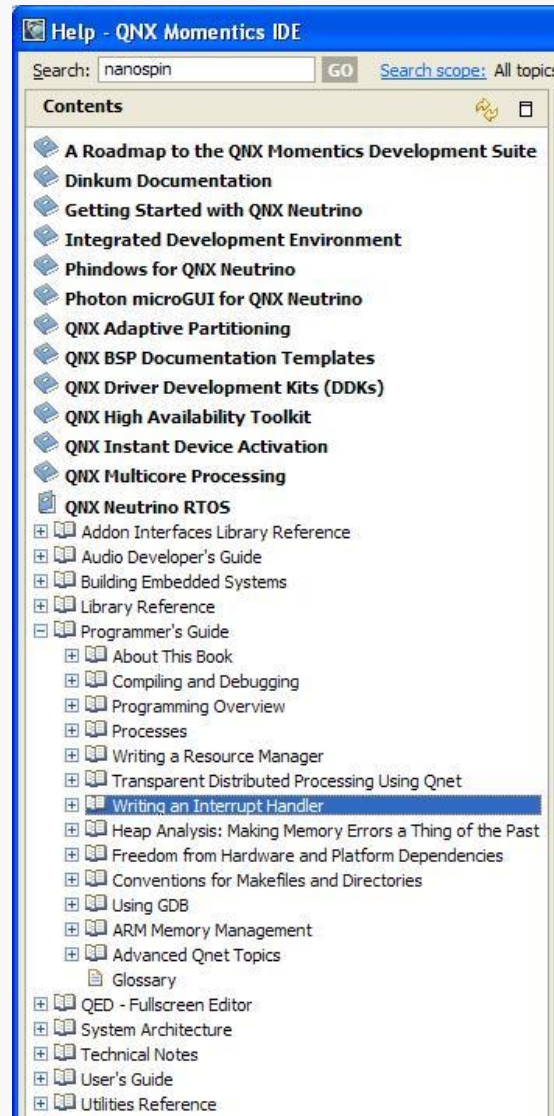 Help - QNX Momentics IDE
Search: nanospin GO Search scope: All topics
Contents
A Roadmap to the QNX Momentics Development Suite
Dinkum Documentation
Getting Started with QNX Neutrino
Integrated Development Environment
Phindows for QNX Neutrino
Photon microGUI for QNX Neutrino
QNX Adaptive Partitioning
QNX BSP Documentation Templates
QNX Driver Development Kits (DDKs)
QNX High Availability Toolkit
QNX Instant Device Activation
QNX Multicore Processing
QNX Neutrino RTOS
Addon Interfaces Library Reference
Audio Developer's Guide
Building Embedded Systems
Library Reference
Programmer's Guide
About This Book
Compiling and Debugging
Programming Overview
Processes
Writing a Resource Manager
Transparent Distributed Processing Using Qnet
Writing an Interrupt Handler
Heap Analysis: Making Memory Errors a Thing of the Past
Freedom from Hardware and Platform Dependencies
Conventions for Makefiles and Directories
Using GDB
ARM Memory Management
Advanced Qnet Topics
Glossary
QED - Fullscreen Editor
System Architecture
Technical Notes
User's Guide
Utilities Reference